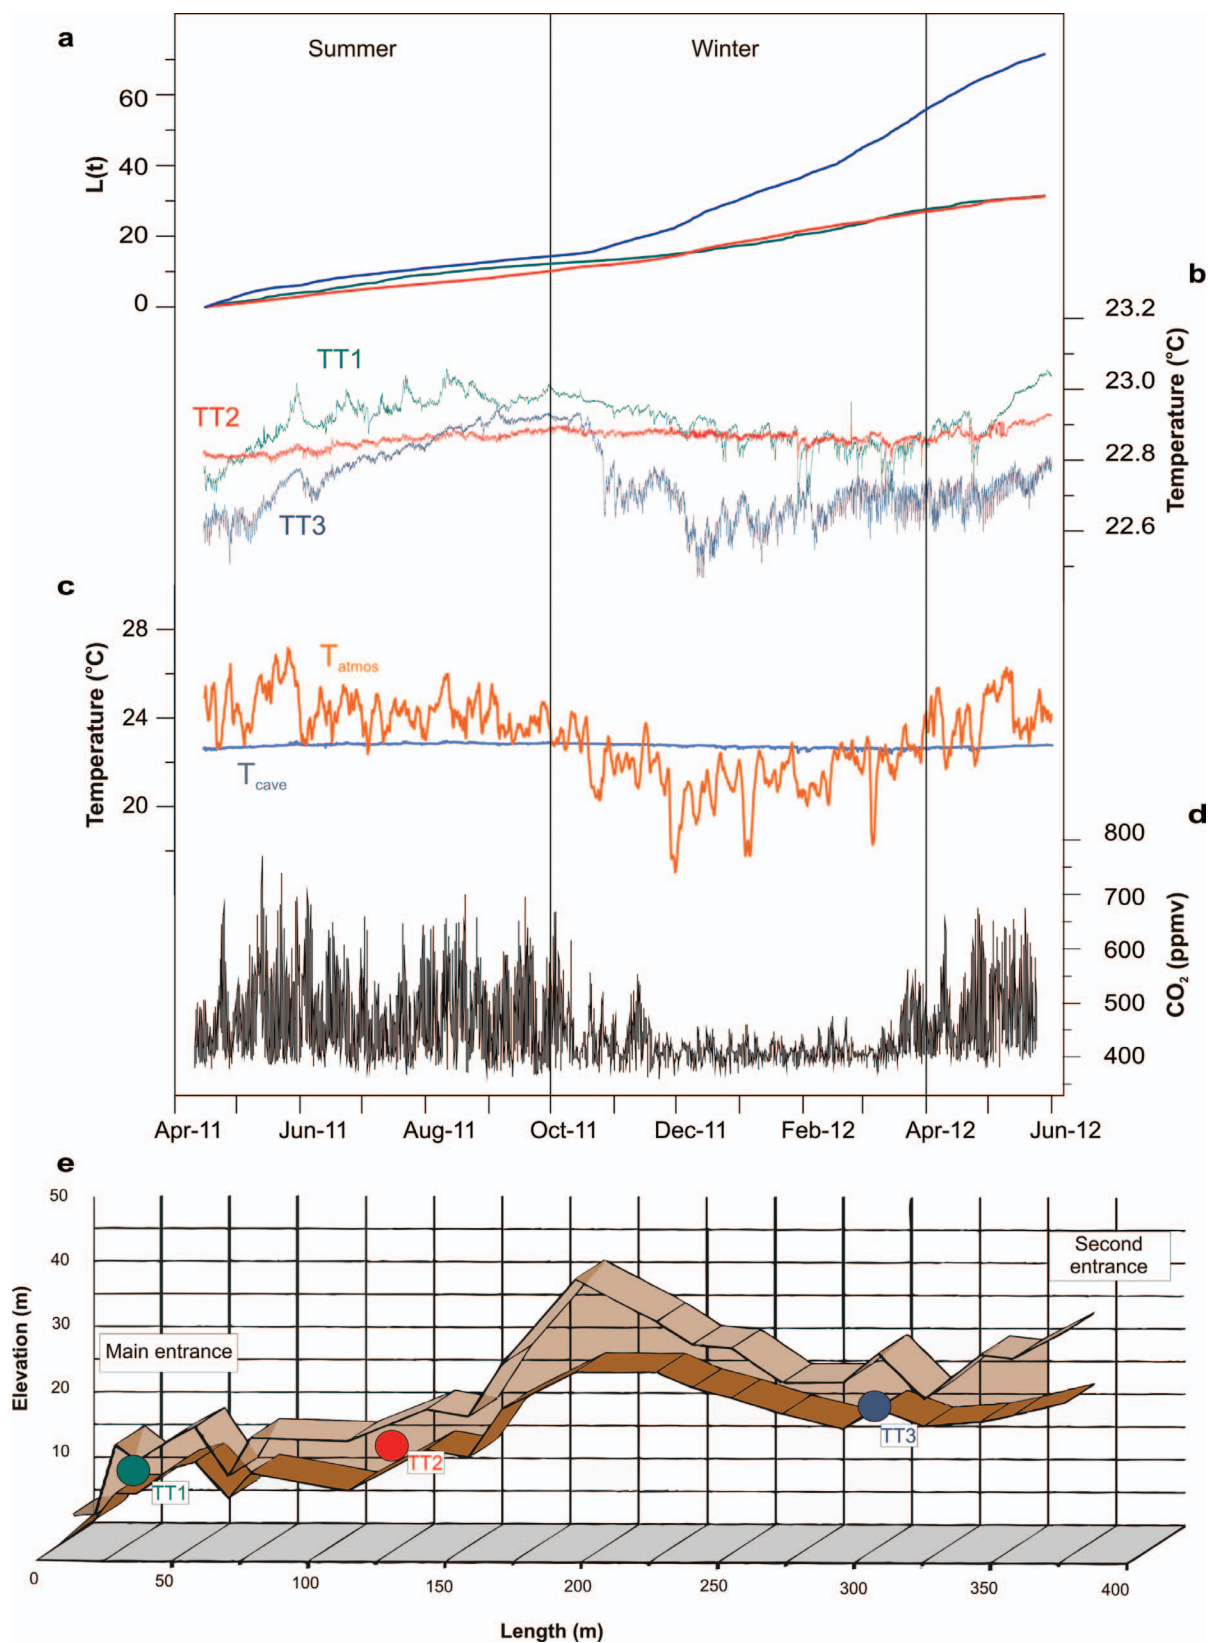 a
Summer
Winter
60
40
20
0
L(t)
b
23.2
23.0
22.8
22.6
Temperature (°C)
TT1
TT2
TT3
c
28
24
20
Temperature (°C)
T atmos
T cave
d
800
700
600
500
400
CO2 (ppmv)
Apr-11 Jun-11 Aug-11 Oct-11 Dec-11 Feb-12 Apr-12 Jun-12
e
50
40
30
20
10
Elevation (m)
Main entrance
Second
entrance
TT1
TT2
TT3
0 50 100 150 200 250 300 350 400
Length (m)